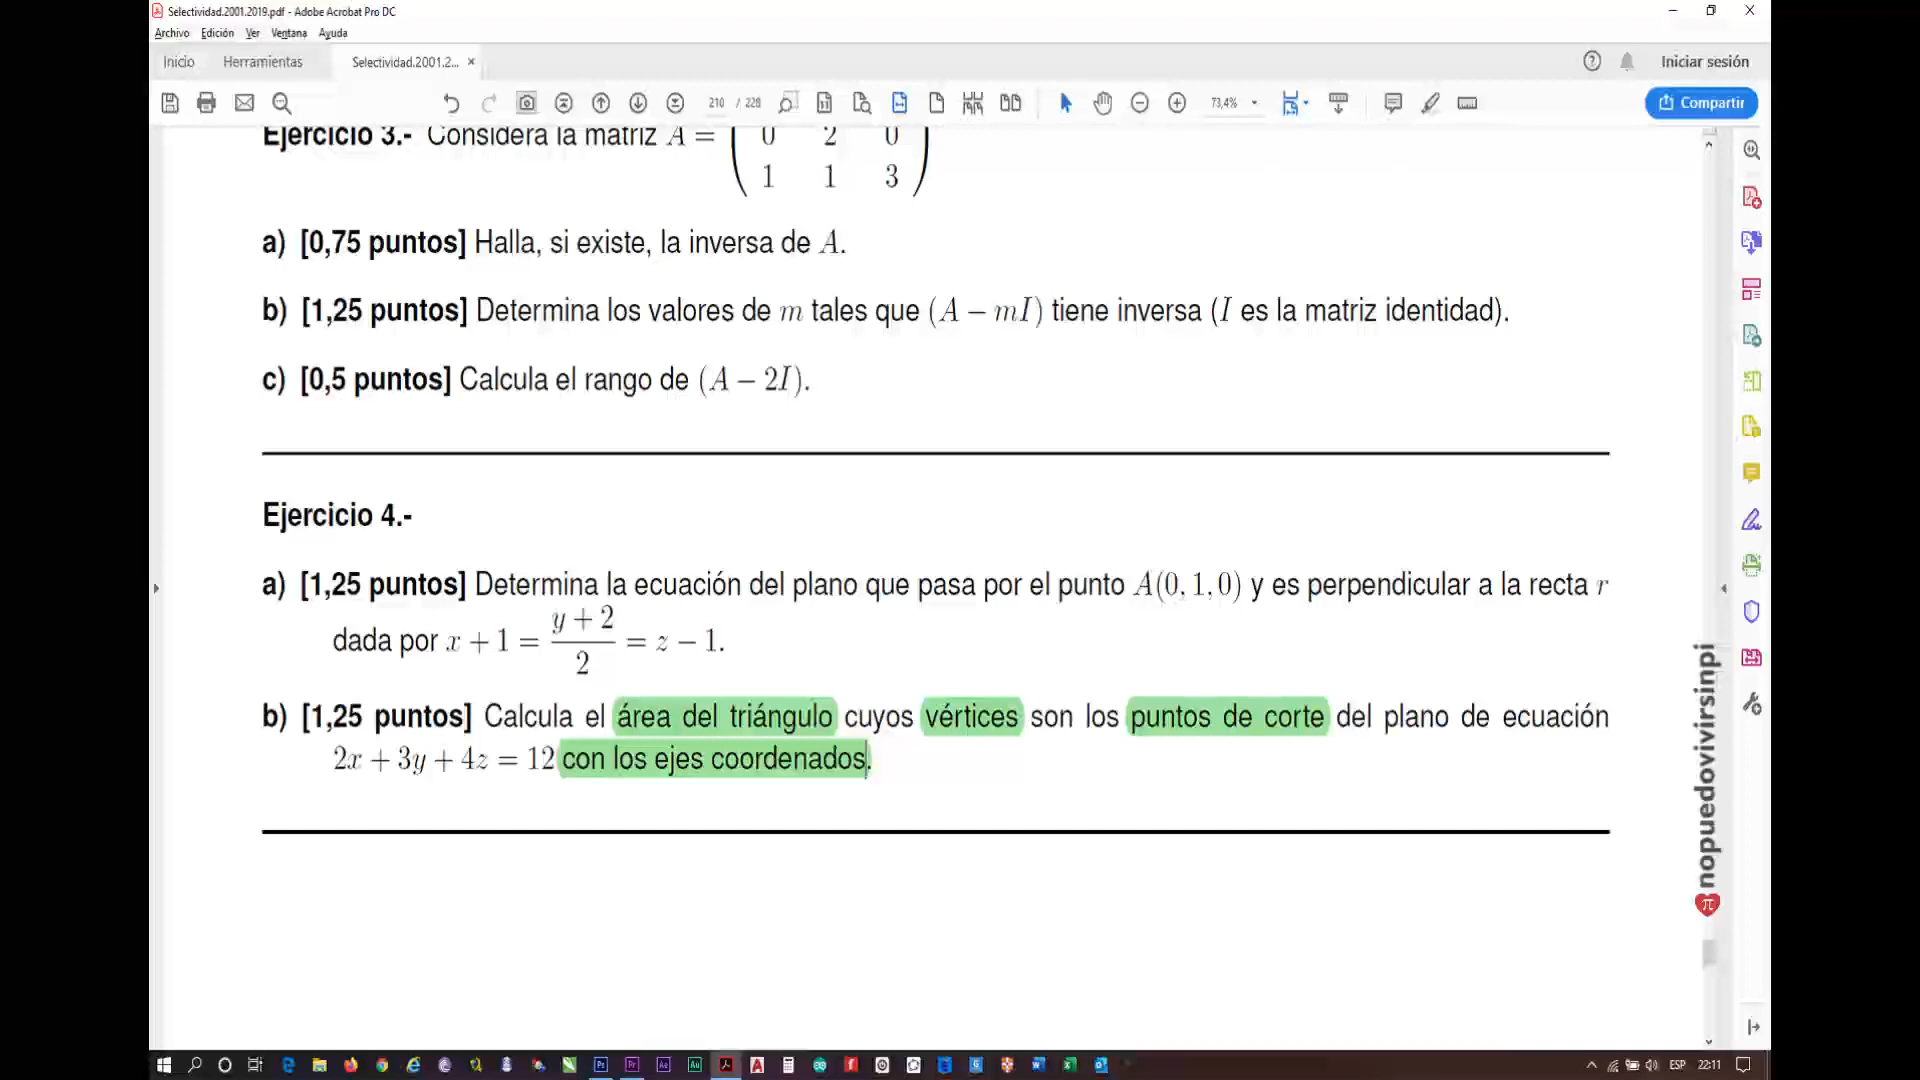 Selectividad.2001.2019.pdf - Adobe Acrobat Pro DC
Archivo Edición Ver Ventana Ayuda
Inicio Herramientas Selectividad.2001.2... × Iniciar sesión
210 / 228 73,4% Compartir
Ejercicio 3.- Considera la matriz A =
0 2 0
1 1 3
a) [0,75 puntos] Halla, si existe, la inversa de A.
b) [1,25 puntos] Determina los valores de m tales que (A − mI) tiene inversa (I es la matriz identidad).
c) [0,5 puntos] Calcula el rango de (A − 2I).
Ejercicio 4.-
a) [1,25 puntos] Determina la ecuación del plano que pasa por el punto A(0, 1, 0) y es perpendicular a la recta r
dada por x + 1 = (y + 2)/2 = z − 1.
b) [1,25 puntos] Calcula el área del triángulo cuyos vértices son los puntos de corte del plano de ecuación
2x + 3y + 4z = 12 con los ejes coordenados.
nopuedovivirsinpi
π
ESP 22:11